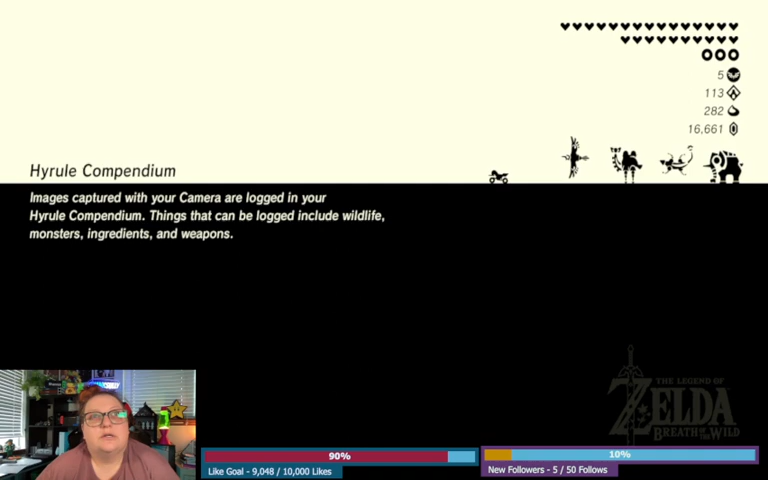 5
113
282
16,661
Hyrule Compendium
Images captured with your Camera are logged in your
Hyrule Compendium. Things that can be logged include wildlife,
monsters, ingredients, and weapons.
THE LEGEND OF
ZELDA
BREATH OF THE WILD
90%
10%
Like Goal - 9,048 / 10,000 Likes
New Followers - 5 / 50 Follows